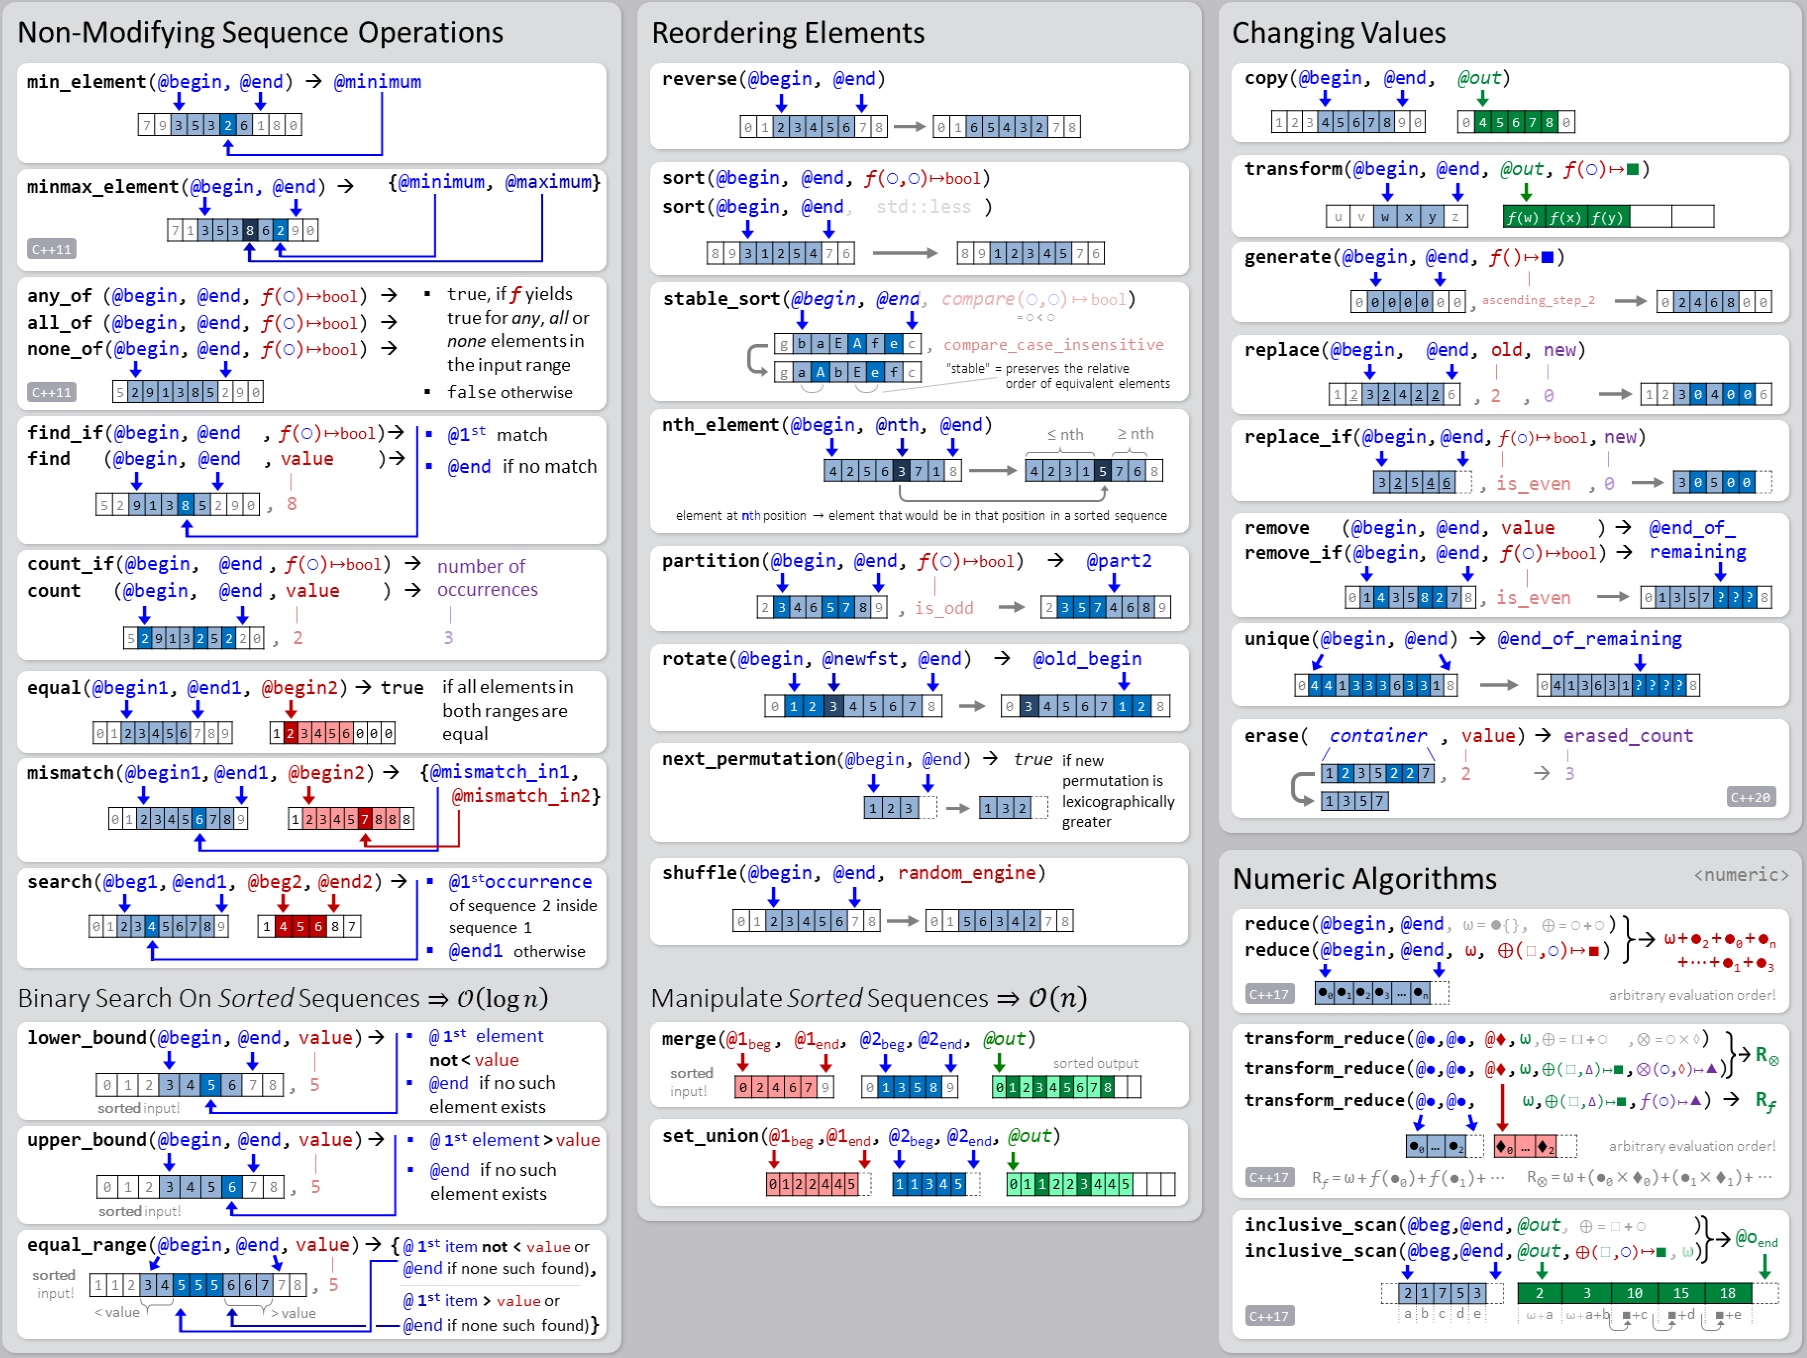 Non-Modifying Sequence Operations
min_element(@begin, @end) → @minimum
7 9 3 5 3 2 6 1 8 0
minmax_element(@begin, @end) → {@minimum, @maximum}
7 1 3 5 3 8 6 2 9 0
C++11
any_of (@begin, @end, f(○)↦bool) →
all_of (@begin, @end, f(○)↦bool) →
none_of(@begin, @end, f(○)↦bool) →
▪ true, if f yields
true for any, all or
none elements in
the input range
▪ false otherwise
C++11
5 2 9 1 3 8 5 2 9 0
find_if(@begin, @end , f(○)↦bool)→
find (@begin, @end , value )→
▪ @1st match
▪ @end if no match
5 2 9 1 3 8 5 2 9 0 , 8
count_if(@begin, @end , f(○)↦bool) → number of
count (@begin, @end , value ) → occurrences
5 2 9 1 3 2 5 2 2 0 , 2 3
equal(@begin1, @end1, @begin2) → true
if all elements in
both ranges are
equal
0 1 2 3 4 5 6 7 8 9 1 2 3 4 5 6 0 0 0
mismatch(@begin1,@end1, @begin2) → {@mismatch_in1,
@mismatch_in2}
0 1 2 3 4 5 6 7 8 9 1 2 3 4 5 7 8 8 8
search(@beg1,@end1, @beg2,@end2) →
▪ @1st occurrence
of sequence 2 inside
sequence 1
▪ @end1 otherwise
0 1 2 3 4 5 6 7 8 9 1 4 5 6 8 7
Binary Search On Sorted Sequences ⇒ 𝒪(log n)
lower_bound(@begin, @end, value) →
▪ @ 1st element
not < value
▪ @end if no such
element exists
0 1 2 3 4 5 6 7 8 , 5
sorted input!
upper_bound(@begin, @end, value) →
▪ @ 1st element > value
▪ @end if no such
element exists
0 1 2 3 4 5 6 7 8 , 5
sorted input!
equal_range(@begin, @end, value) → { @ 1st item not < value or
@end if none such found),
@ 1st item > value or
@end if none such found)}
sorted
input!
1 1 2 3 4 5 5 5 6 6 7 7 8 , 5
< value > value
Reordering Elements
reverse(@begin, @end)
0 1 2 3 4 5 6 7 8 0 1 6 5 4 3 2 7 8
sort(@begin, @end, f(○,○)↦bool)
sort(@begin, @end, std::less )
8 9 3 1 2 5 4 7 6 8 9 1 2 3 4 5 7 6
stable_sort(@begin, @end, compare(○,○)↦bool)
=○<○
g b a E A f e c , compare_case_insensitive
g a A b E e f c
"stable" = preserves the relative
order of equivalent elements
nth_element(@begin, @nth, @end)
≤ nth ≥ nth
4 2 5 6 3 7 1 8 4 2 3 1 5 7 6 8
element at nth position → element that would be in that position in a sorted sequence
partition(@begin, @end, f(○)↦bool) → @part2
2 3 4 6 5 7 8 9 , is_odd 2 3 5 7 4 6 8 9
rotate(@begin, @newfst, @end) → @old_begin
0 1 2 3 4 5 6 7 8 0 3 4 5 6 7 1 2 8
next_permutation(@begin, @end) → true if new
permutation is
lexicographically
greater
1 2 3 1 3 2
shuffle(@begin, @end, random_engine)
0 1 2 3 4 5 6 7 8 0 1 5 6 3 4 2 7 8
Manipulate Sorted Sequences ⇒ 𝒪(n)
merge(@1beg, @1end, @2beg,@2end, @out)
sorted
input!
sorted output
0 2 4 6 7 9 0 1 3 5 8 9 0 1 2 3 4 5 6 7 8
set_union(@1beg,@1end, @2beg,@2end, @out)
0 1 2 2 4 4 5 1 1 3 4 5 0 1 1 2 2 3 4 4 5
Changing Values
copy(@begin, @end, @out)
1 2 3 4 5 6 7 8 9 0 0 4 5 6 7 8 0
transform(@begin, @end, @out, f(○)↦■)
u v w x y z f(w) f(x) f(y)
generate(@begin, @end, f()↦■)
0 0 0 0 0 0 0 , ascending_step_2 0 2 4 6 8 0 0
replace(@begin, @end, old, new)
1 2 3 2 4 2 2 6 , 2 , 0 1 2 3 0 4 0 0 6
replace_if(@begin,@end,f(○)↦bool,new)
3 2 5 4 6 , is_even , 0 3 0 5 0 0
remove (@begin, @end, value ) → @end_of_
remove_if(@begin, @end, f(○)↦bool) → remaining
0 1 4 3 5 8 2 7 8 , is_even 0 1 3 5 7 ? ? ? 8
unique(@begin, @end) → @end_of_remaining
0 4 4 1 3 3 3 6 3 3 1 8 0 4 1 3 6 3 1 ? ? ? ? 8
erase( container , value) → erased_count
1 2 3 5 2 2 7 , 2 → 3
1 3 5 7
C++20
Numeric Algorithms
<numeric>
reduce(@begin,@end, ω=●{}, ⊕=○+○)
reduce(@begin,@end, ω, ⊕(□,○)↦■)
→ ω+●2+●0+●n
+⋯+●1+●3
C++17
●0 ●1 ●2 ●3 … ●n
arbitrary evaluation order!
transform_reduce(@●,@●, @♦,ω,⊕=□+○ ,⊗=○×◊)
transform_reduce(@●,@●, @♦,ω,⊕(□,∆)↦■,⊗(○,◊)↦▲)
→ R⊗
transform_reduce(@●,@●, ω,⊕(□,∆)↦■,f(○)↦▲) → Rf
●0 … ●2 ♦0 … ♦2
arbitrary evaluation order!
C++17
Rf=ω+f(●0)+f(●1)+⋯ R⊗=ω+(●0×♦0)+(●1×♦1)+⋯
inclusive_scan(@beg,@end,@out, ⊕=□+○ )
inclusive_scan(@beg,@end,@out,⊕(□,○)↦■, ω)
→ @oend
2 1 7 5 3 2 3 10 15 18
a b c d e ω+a ω+a+b ■+c ■+d ■+e
C++17